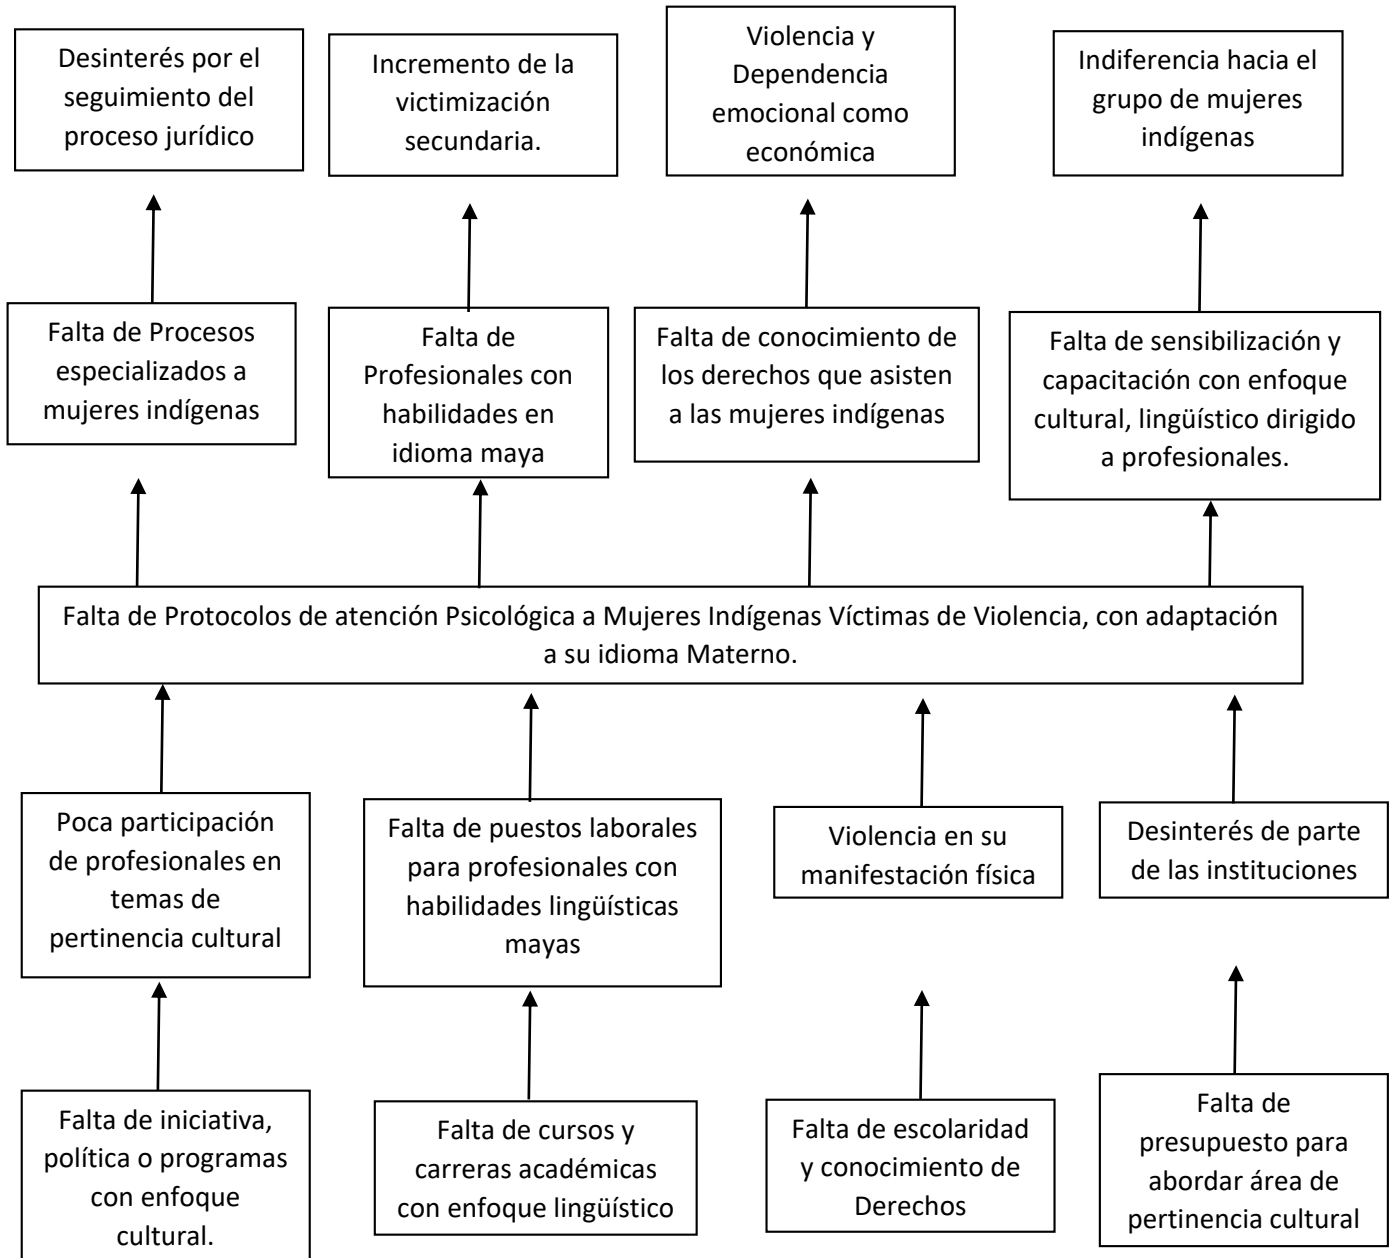 Desinterés por el
seguimiento del
proceso jurídico
Incremento de la
victimización
secundaria.
Violencia y
Dependencia
emocional como
económica
Indiferencia hacia el
grupo de mujeres
indígenas
Falta de Procesos
especializados a
mujeres indígenas
Falta de
Profesionales con
habilidades en
idioma maya
Falta de conocimiento de
los derechos que asisten
a las mujeres indígenas
Falta de sensibilización y
capacitación con enfoque
cultural, lingüístico dirigido
a profesionales.
Falta de Protocolos de atención Psicológica a Mujeres Indígenas Víctimas de Violencia, con adaptación
a su idioma Materno.
Poca participación
de profesionales en
temas de
pertinencia cultural
Falta de puestos laborales
para profesionales con
habilidades lingüísticas
mayas
Violencia en su
manifestación física
Desinterés de parte
de las instituciones
Falta de iniciativa,
política o programas
con enfoque
cultural.
Falta de cursos y
carreras académicas
con enfoque lingüístico
Falta de escolaridad
y conocimiento de
Derechos
Falta de
presupuesto para
abordar área de
pertinencia cultural